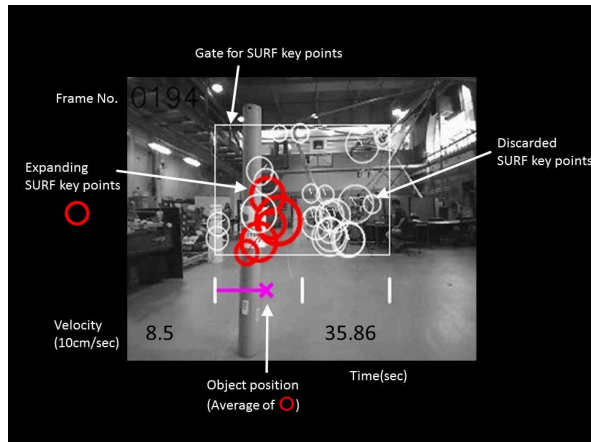 Gate for SURF key points
Frame No. 0194
Expanding
SURF key points
Discarded
SURF key points
Velocity
(10cm/sec)
8.5
35.86
Time(sec)
Object position
(Average of )